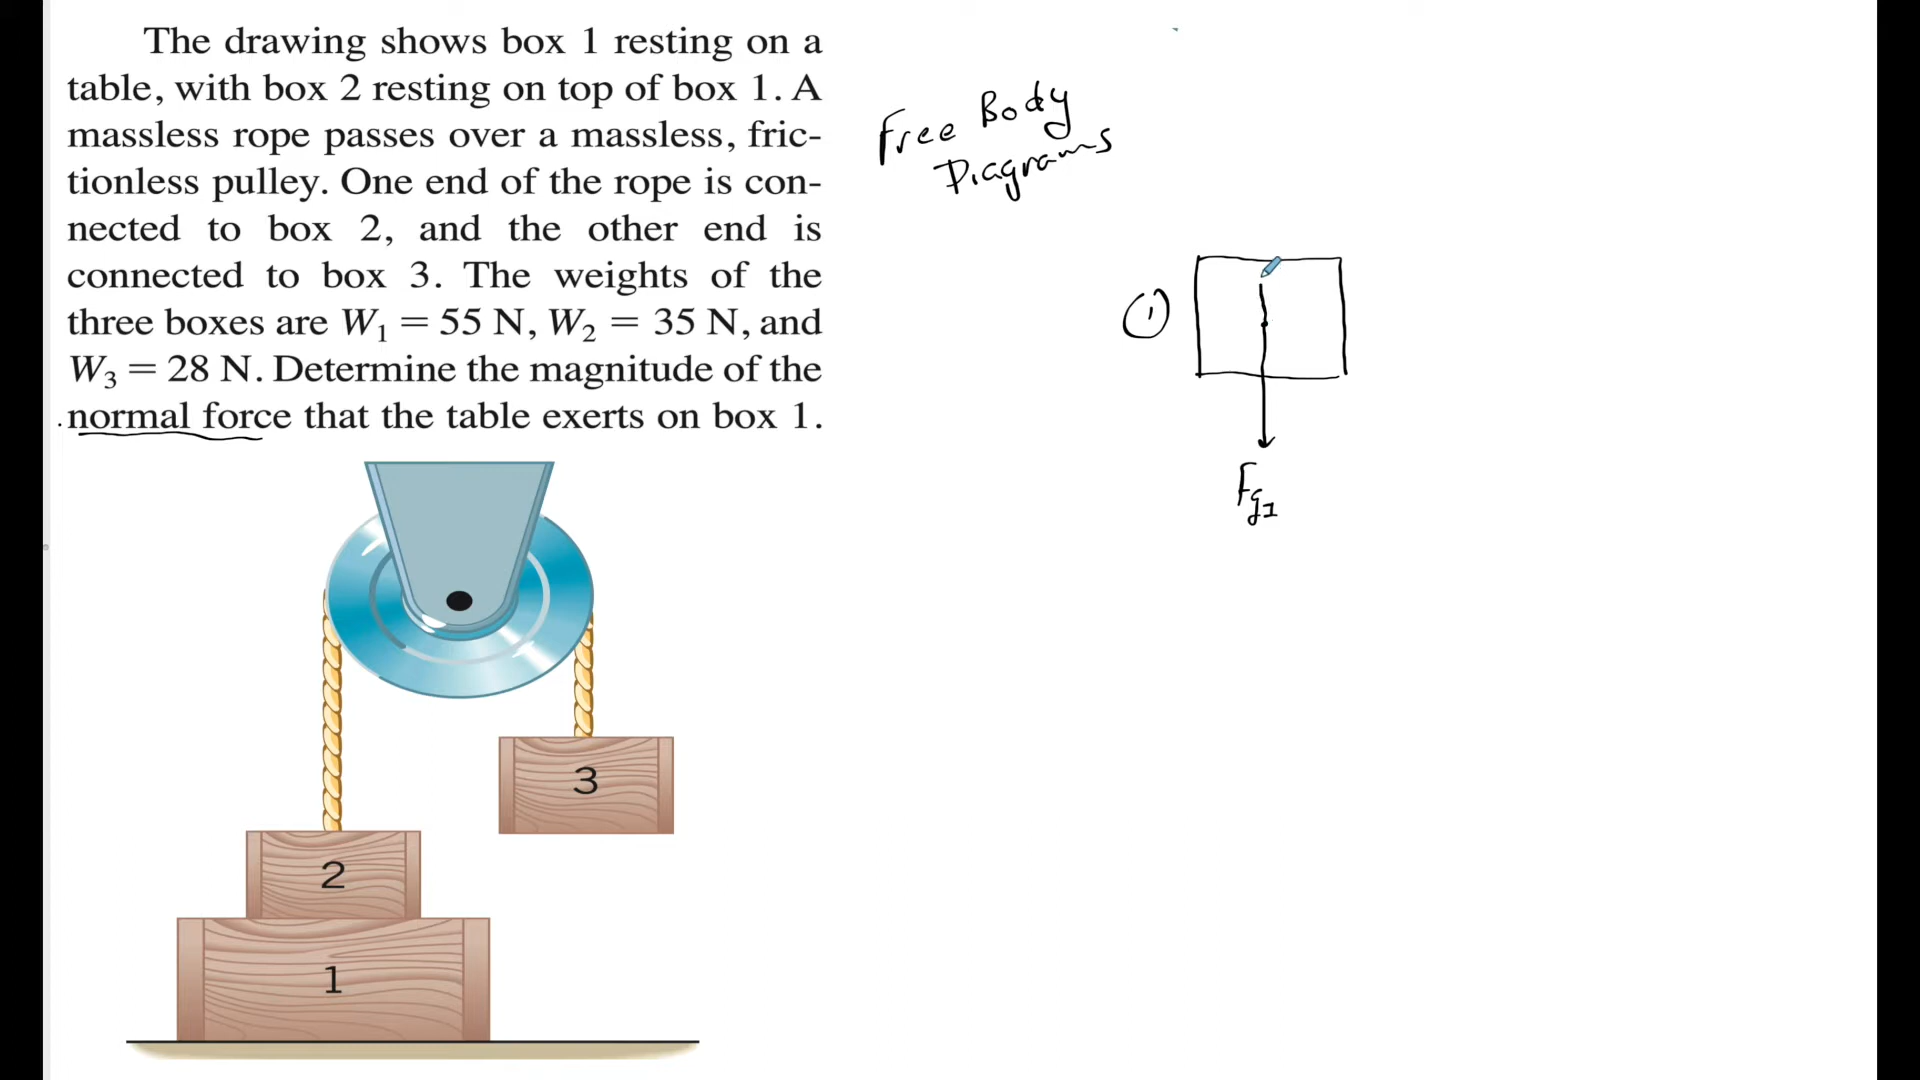 The drawing shows box 1 resting on a
table, with box 2 resting on top of box 1. A
massless rope passes over a massless, fric-
tionless pulley. One end of the rope is con-
nected to box 2, and the other end is
connected to box 3. The weights of the
three boxes are W₁ = 55 N, W₂ = 35 N, and
W₃ = 28 N. Determine the magnitude of the
normal force that the table exerts on box 1.
Free Body
Diagrams
1
Fg1
3
2
1